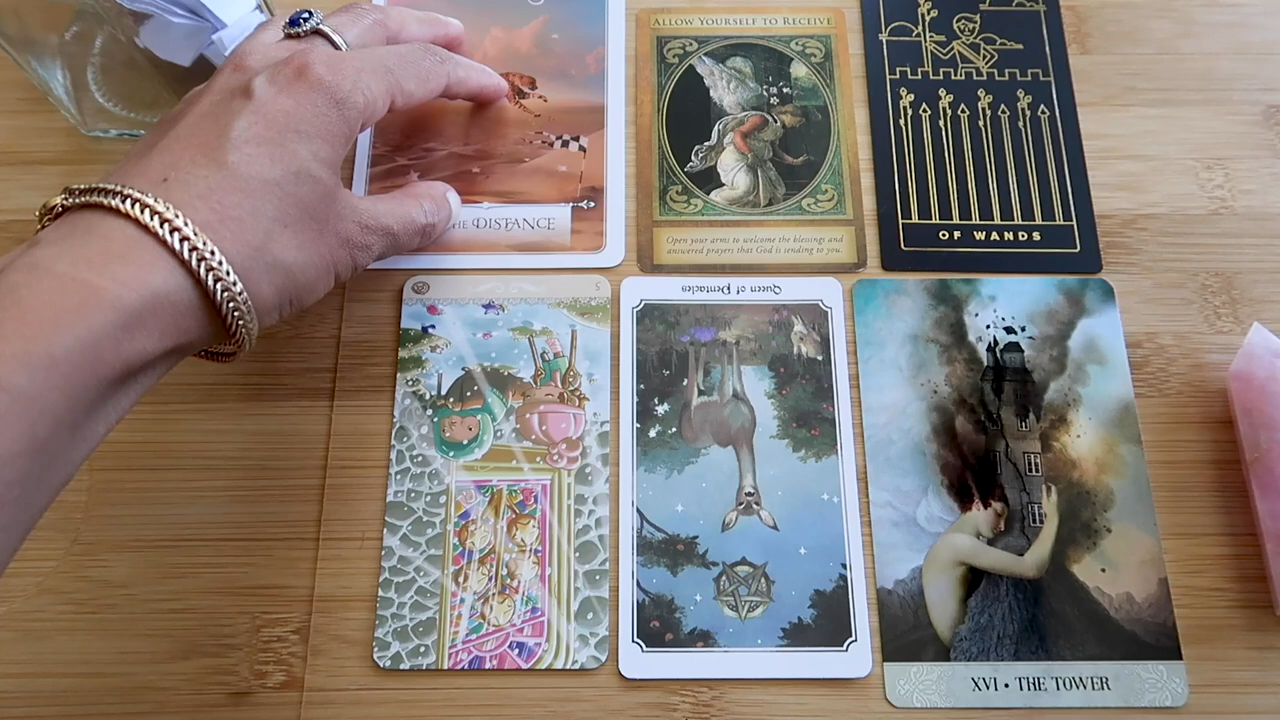 THE DISTANCE
ALLOW YOURSELF TO RECEIVE
Open your arms to welcome the blessings and
answered prayers that God is sending to you.
OF WANDS
5
Queen of Pentacles
XVI • THE TOWER